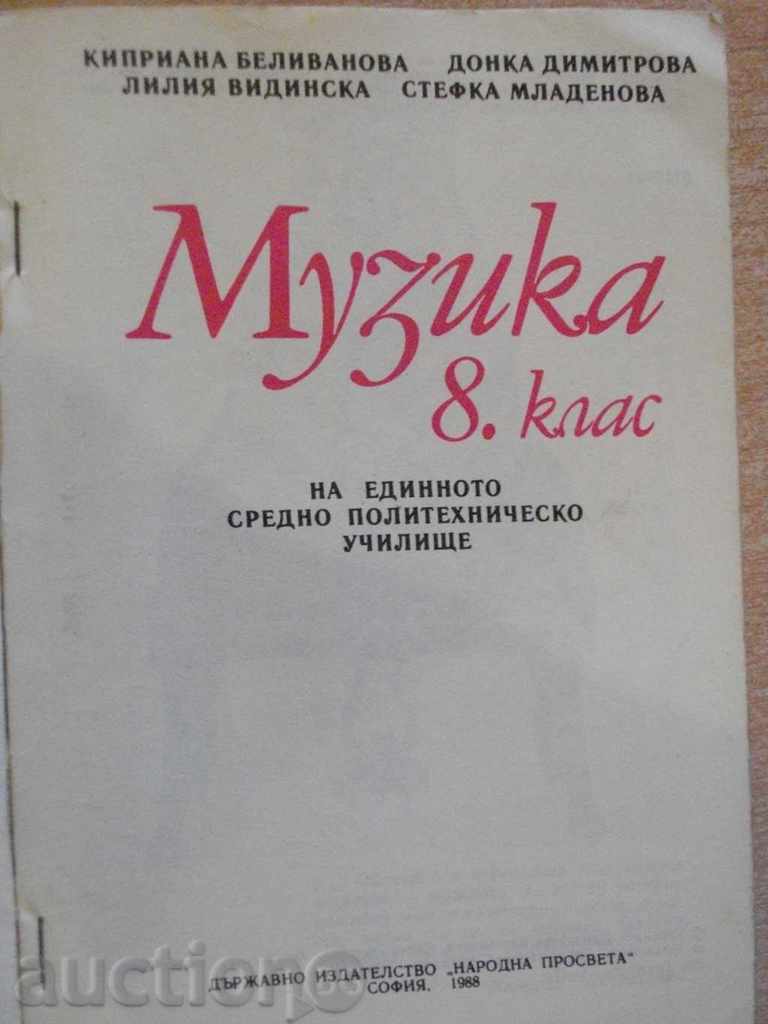 КИПРИАНА БЕЛИВАНОВА ДОНКА ДИМИТРОВА
ЛИЛИЯ ВИДИНСКА СТЕФКА МЛАДЕНОВА
Музика
8. клас
НА ЕДИННОТО
СРЕДНО ПОЛИТЕХНИЧЕСКО
УЧИЛИЩЕ
ДЪРЖАВНО ИЗДАТЕЛСТВО „НАРОДНА ПРОСВЕТА“
СОФИЯ, 1988
auction